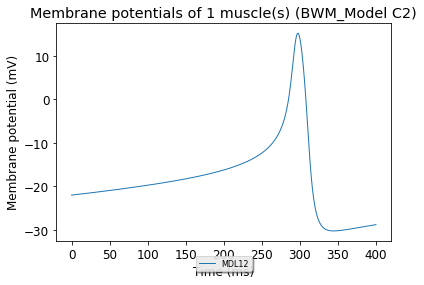 Membrane potentials of 1 muscle(s) (BWM_Model C2)
Membrane potential (mV)
10
0
−10
−20
−30
0 50 100 150 200 250 300 350 400
Time (ms)
MDL12